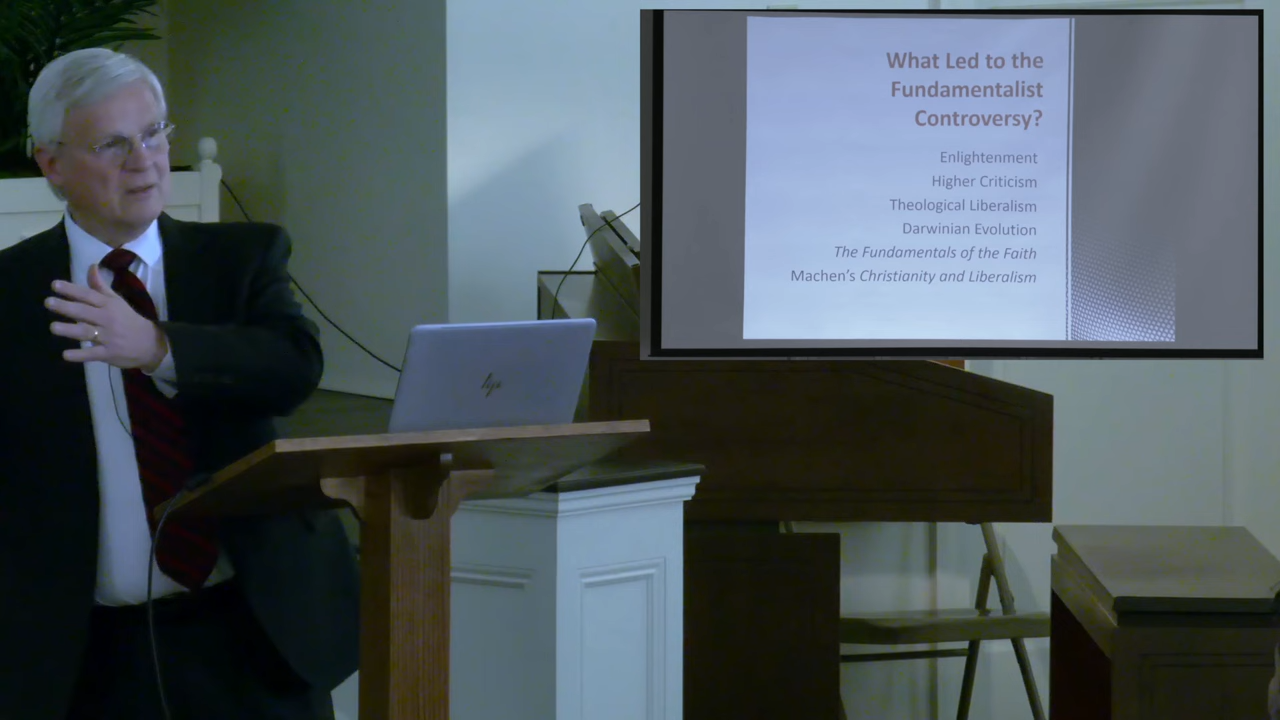 What Led to the
Fundamentalist
Controversy?
Enlightenment
Higher Criticism
Theological Liberalism
Darwinian Evolution
The Fundamentals of the Faith
Machen's Christianity and Liberalism
hp